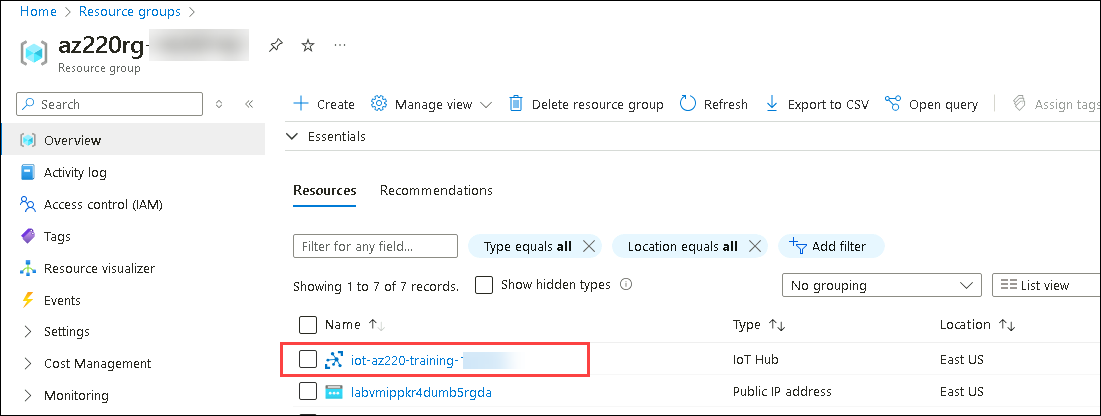 Home > Resource groups >
az220rg-
Resource group
Search
Overview
Activity log
Access control (IAM)
Tags
Resource visualizer
Events
Settings
Cost Management
Monitoring
Create Manage view Delete resource group Refresh Export to CSV Open query Assign tags
Essentials
Resources Recommendations
Filter for any field... Type equals all Location equals all Add filter
Showing 1 to 7 of 7 records. Show hidden types No grouping List view
Name Type Location
iot-az220-training- IoT Hub East US
labvmippkr4dumb5rgda Public IP address East US